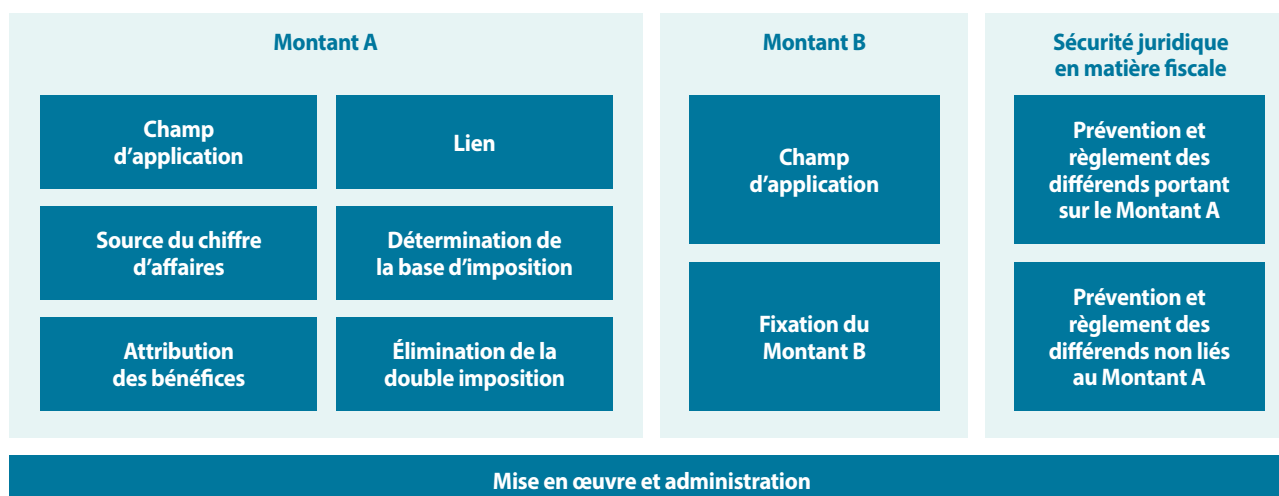 Montant A
Champ
d'application
Lien
Source du chiffre
d'affaires
Détermination de
la base d'imposition
Attribution
des bénéfices
Élimination de la
double imposition
Montant B
Champ
d'application
Fixation du
Montant B
Sécurité juridique
en matière fiscale
Prévention et
règlement des
différends portant
sur le Montant A
Prévention et
règlement des
différends non liés
au Montant A
Mise en œuvre et administration